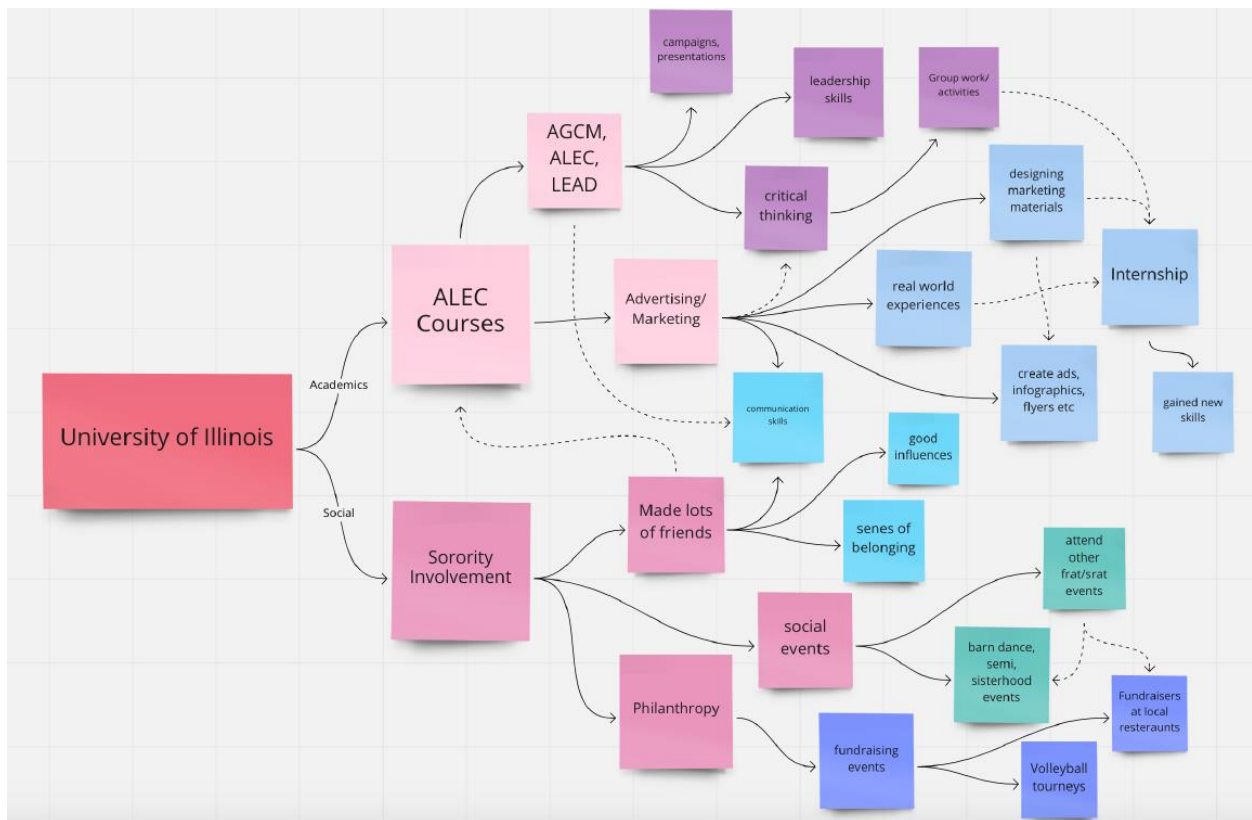 campaigns,
presentations
leadership
skills
Group work/
activities
AGCM,
ALEC,
LEAD
critical
thinking
designing
marketing
materials
ALEC
Courses
Advertising/
Marketing
real world
experiences
Internship
Academics
create ads,
infographics,
flyers etc
gained new
skills
communication
skills
good
influences
University of Illinois
Social
Made lots
of friends
senes of
belonging
Sorority
Involvement
attend
other
frat/srat
events
social
events
barn dance,
semi,
sisterhood
events
Philanthropy
Fundraisers
at local
resteraunts
fundraising
events
Volleyball
tourneys